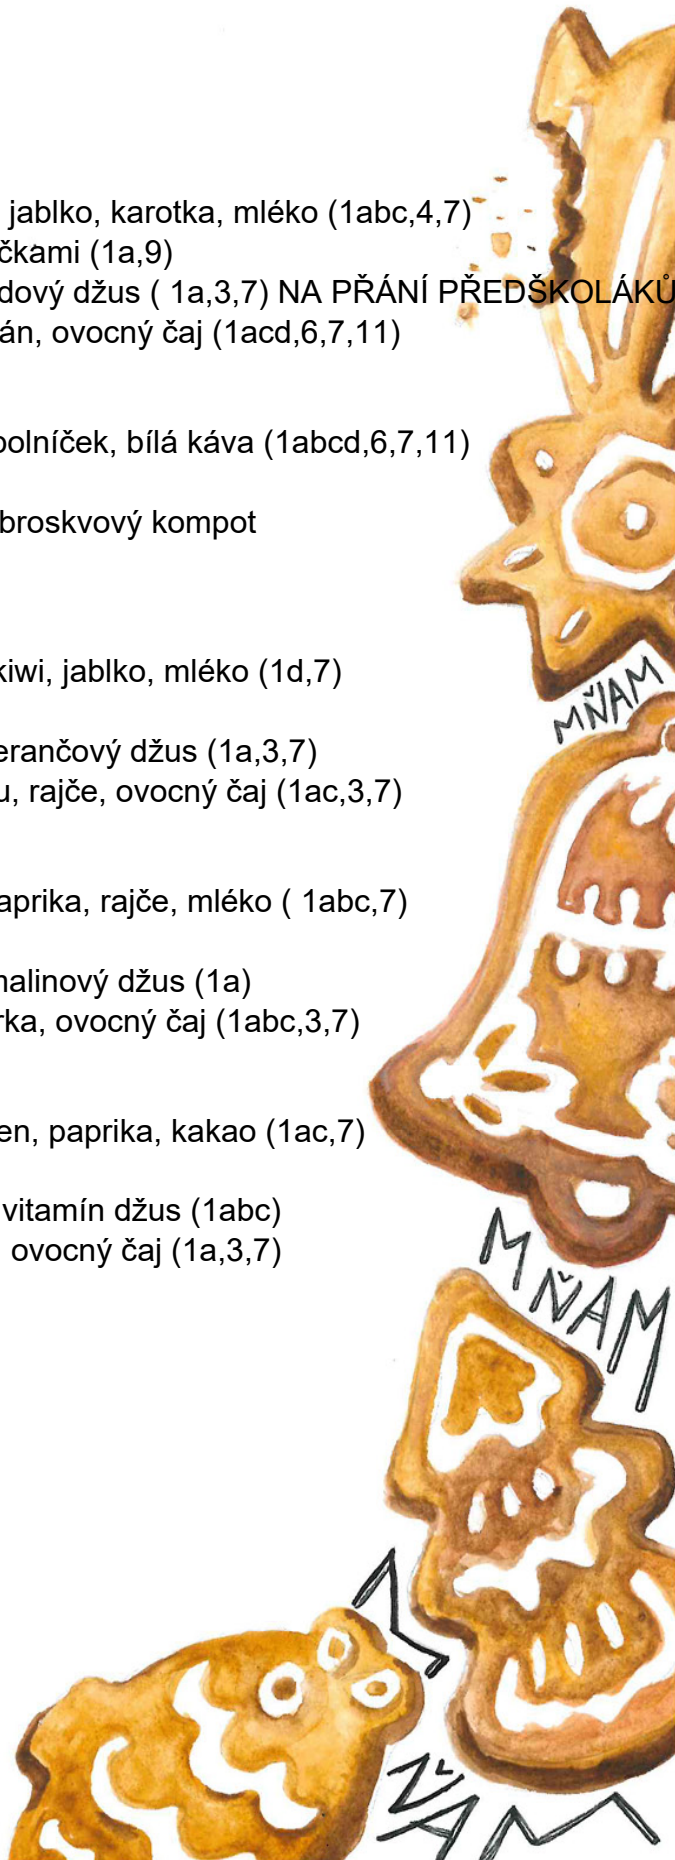 jablko, karotka, mléko (1abc,4,7)
čkami (1a,9)
dový džus ( 1a,3,7) NA PŘÁNÍ PŘEDŠKOLÁKŮ
án, ovocný čaj (1acd,6,7,11)
polníček, bílá káva (1abcd,6,7,11)
broskvový kompot
kiwi, jablko, mléko (1d,7)
erančový džus (1a,3,7)
u, rajče, ovocný čaj (1ac,3,7)
MŇAM
aprika, rajče, mléko ( 1abc,7)
malinový džus (1a)
rka, ovocný čaj (1abc,3,7)
en, paprika, kakao (1ac,7)
vitamín džus (1abc)
ovocný čaj (1a,3,7)
MŇAM
MŇAM